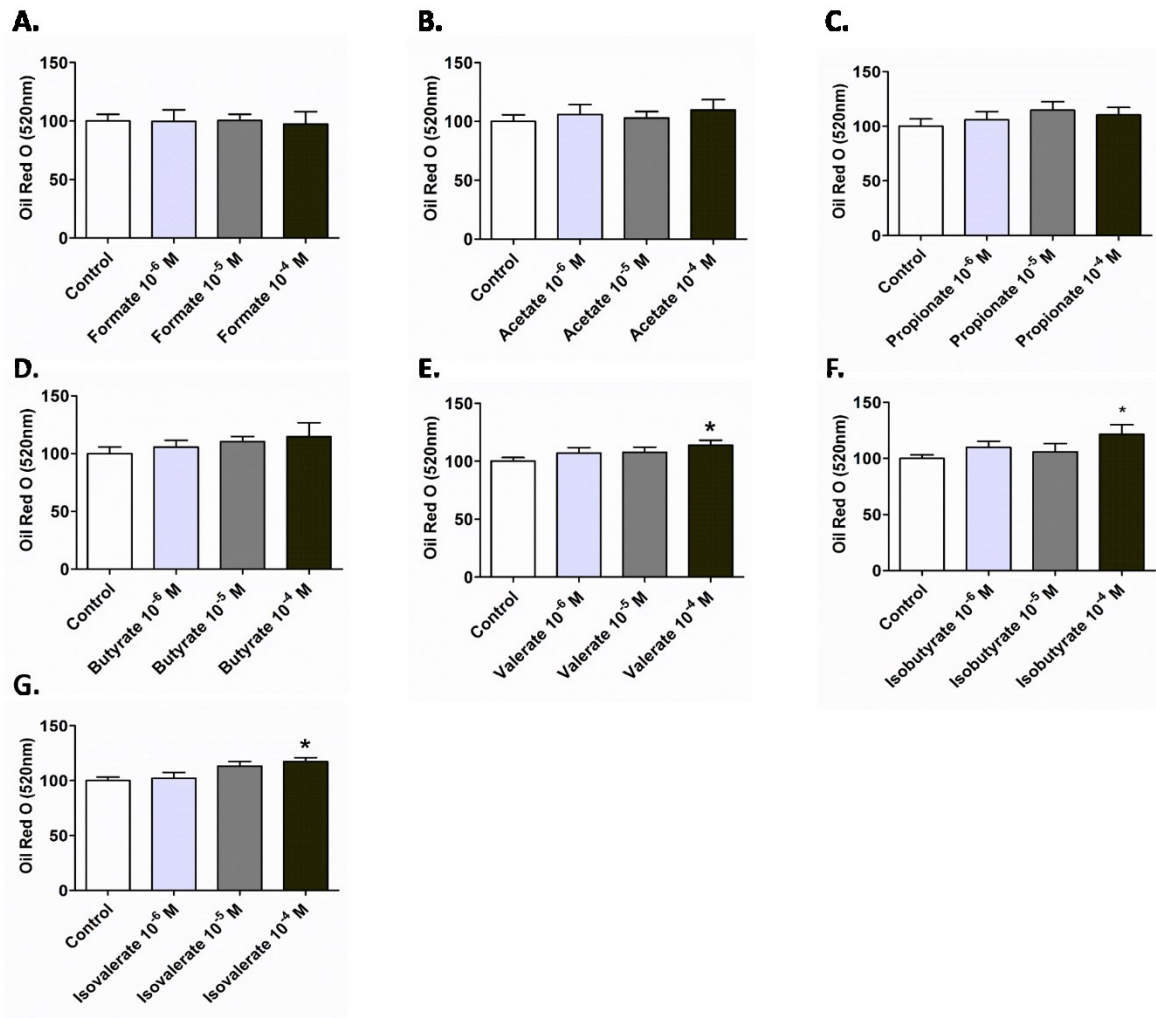 A.
Oil Red O (520nm)
150
100
50
0
Control
Formate 10⁻⁶ M
Formate 10⁻⁵ M
Formate 10⁻⁴ M
B.
Oil Red O (520nm)
150
100
50
0
Control
Acetate 10⁻⁶ M
Acetate 10⁻⁵ M
Acetate 10⁻⁴ M
C.
Oil Red O (520nm)
150
100
50
0
Control
Propionate 10⁻⁶ M
Propionate 10⁻⁵ M
Propionate 10⁻⁴ M
D.
Oil Red O (520nm)
150
100
50
0
Control
Butyrate 10⁻⁶ M
Butyrate 10⁻⁵ M
Butyrate 10⁻⁴ M
E.
Oil Red O (520nm)
150
100
50
0
*
Control
Valerate 10⁻⁶ M
Valerate 10⁻⁵ M
Valerate 10⁻⁴ M
F.
Oil Red O (520nm)
150
100
50
0
*
Control
Isobutyrate 10⁻⁶ M
Isobutyrate 10⁻⁵ M
Isobutyrate 10⁻⁴ M
G.
Oil Red O (520nm)
150
100
50
0
*
Control
Isovalerate 10⁻⁶ M
Isovalerate 10⁻⁵ M
Isovalerate 10⁻⁴ M